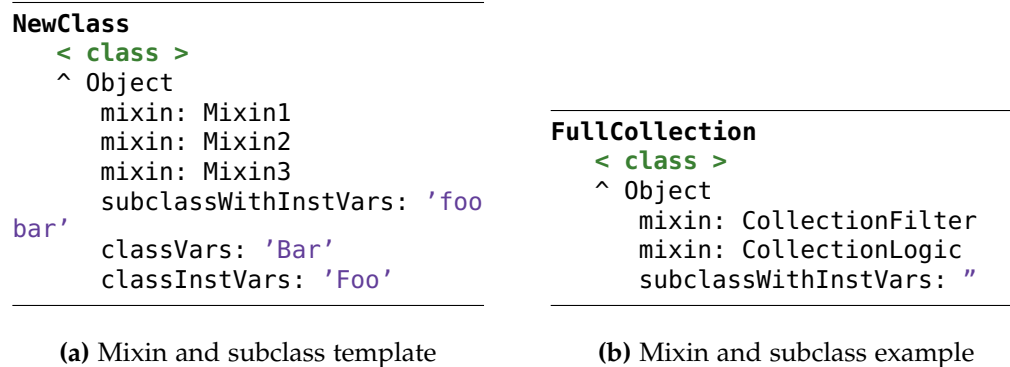 NewClass
< class >
^ Object
mixin: Mixin1
mixin: Mixin2
mixin: Mixin3
subclassWithInstVars: ’foo
bar’
classVars: ’Bar’
classInstVars: ’Foo’
(a) Mixin and subclass template
FullCollection
< class >
^ Object
mixin: CollectionFilter
mixin: CollectionLogic
subclassWithInstVars: ”
(b) Mixin and subclass example